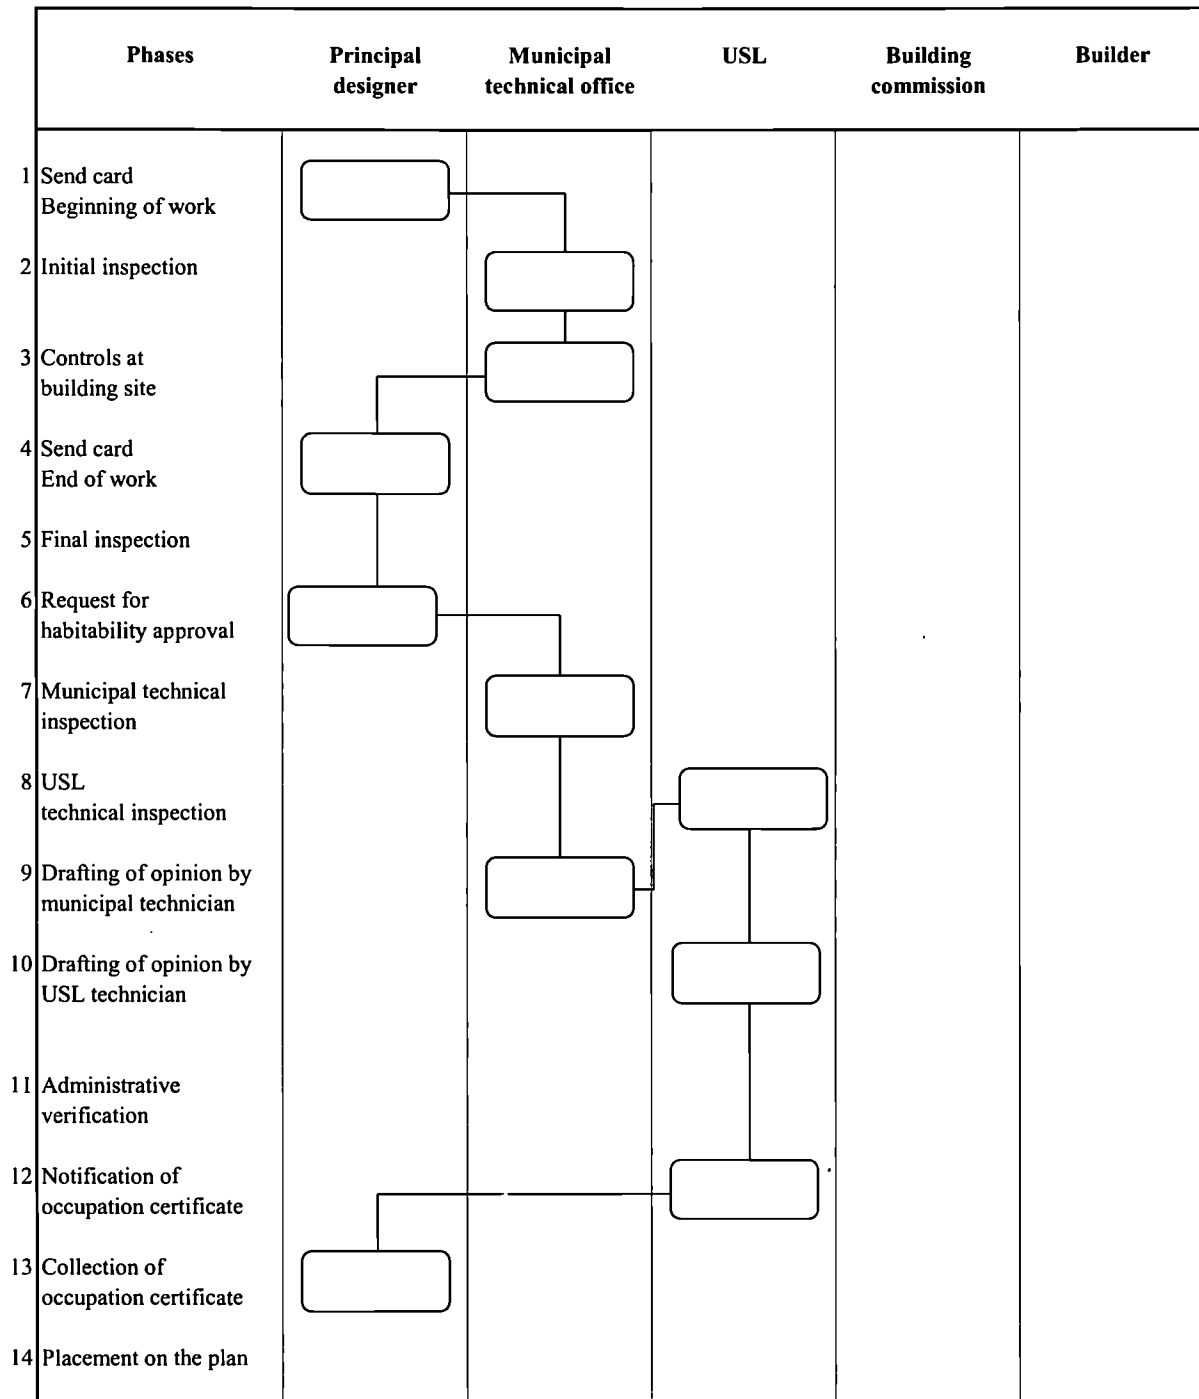 Phases
Principal
designer
Municipal
technical office
USL
Building
commission
Builder
1 Send card
Beginning of work
2 Initial inspection
3 Controls at
building site
4 Send card
End of work
5 Final inspection
6 Request for
habitability approval
7 Municipal technical
inspection
8 USL
technical inspection
9 Drafting of opinion by
municipal technician
10 Drafting of opinion by
USL technician
11 Administrative
verification
12 Notification of
occupation certificate
13 Collection of
occupation certificate
14 Placement on the plan